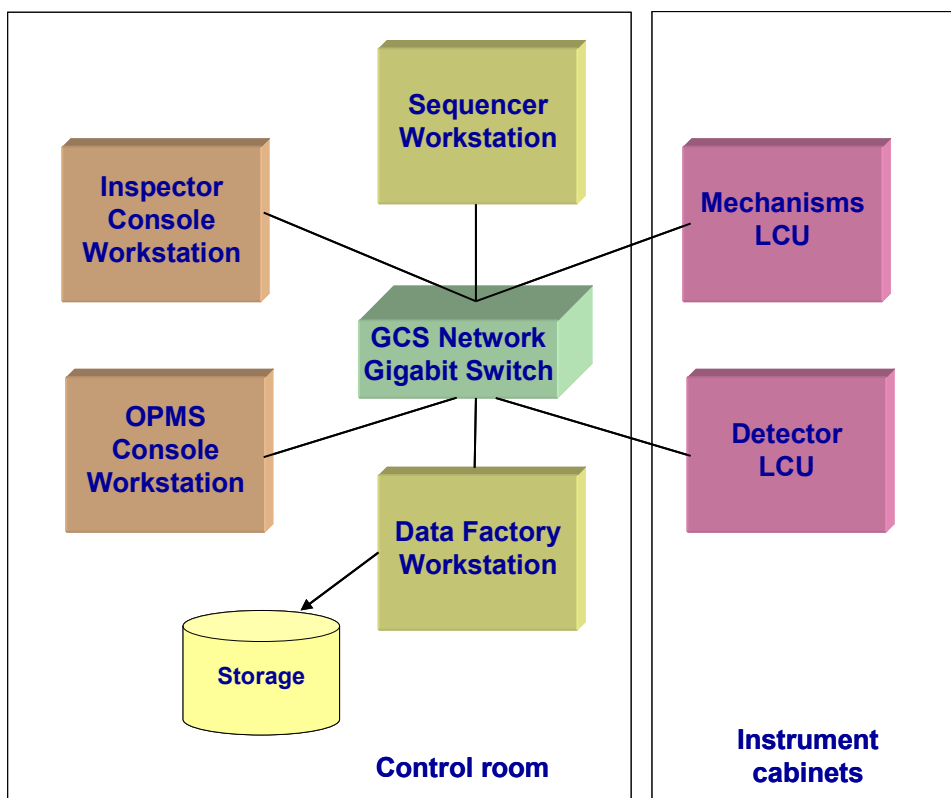 Sequencer
Workstation
Inspector
Console
Workstation
Mechanisms
LCU
GCS Network
Gigabit Switch
OPMS
Console
Workstation
Detector
LCU
Data Factory
Workstation
Storage
Control room
Instrument
cabinets